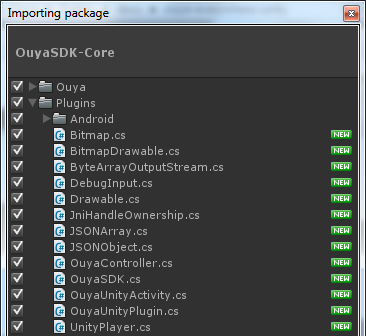 Importing package
OuyaSDK-Core
Ouya
Plugins
Android
Bitmap.cs NEW
BitmapDrawable.cs NEW
ByteArrayOutputStream.cs NEW
DebugInput.cs NEW
Drawable.cs NEW
JniHandleOwnership.cs NEW
JSONArray.cs NEW
JSONObject.cs NEW
OuyaController.cs NEW
OuyaSDK.cs NEW
OuyaUnityActivity.cs NEW
OuyaUnityPlugin.cs NEW
UnityPlayer.cs NEW